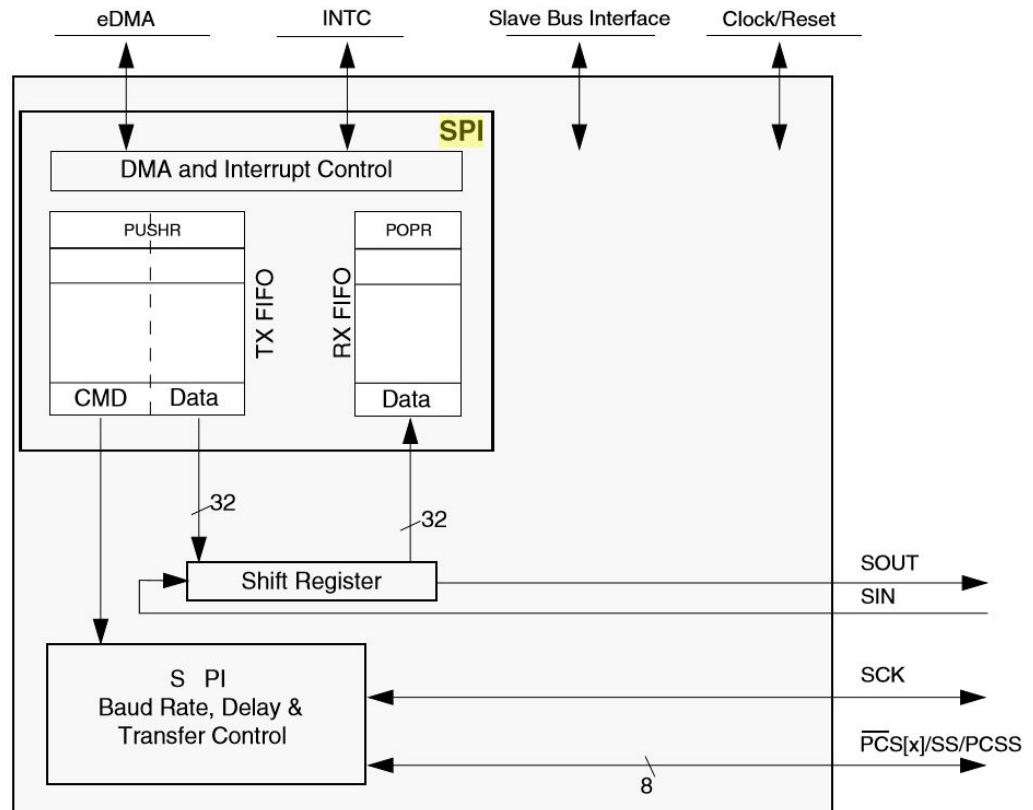 eDMA
INTC
Slave Bus Interface
Clock/Reset
SPI
DMA and Interrupt Control
PUSHR
POPR
TX FIFO
RX FIFO
CMD
Data
Data
32
32
Shift Register
SOUT
SIN
S PI
Baud Rate, Delay &
Transfer Control
SCK
PCS[x]/SS/PCSS
8